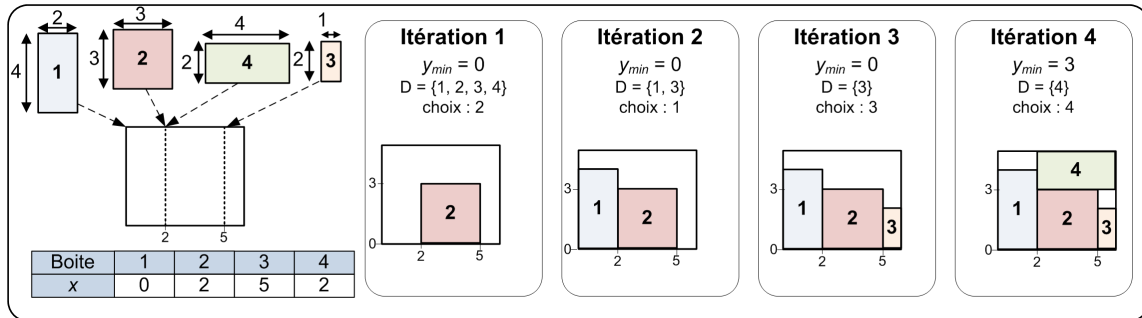 2
3
4
1
4
1
3
2
2
4
2
3
2
5
Boite 1 2 3 4
x 0 2 5 2
Itération 1
ymin = 0
D = {1, 2, 3, 4}
choix : 2
3
2
0
2 5
Itération 2
ymin = 0
D = {1, 3}
choix : 1
3
1 2
0
2 5
Itération 3
ymin = 0
D = {3}
choix : 3
3
1 2 3
0
2 5
Itération 4
ymin = 3
D = {4}
choix : 4
4
3
1 2 3
0
2 5